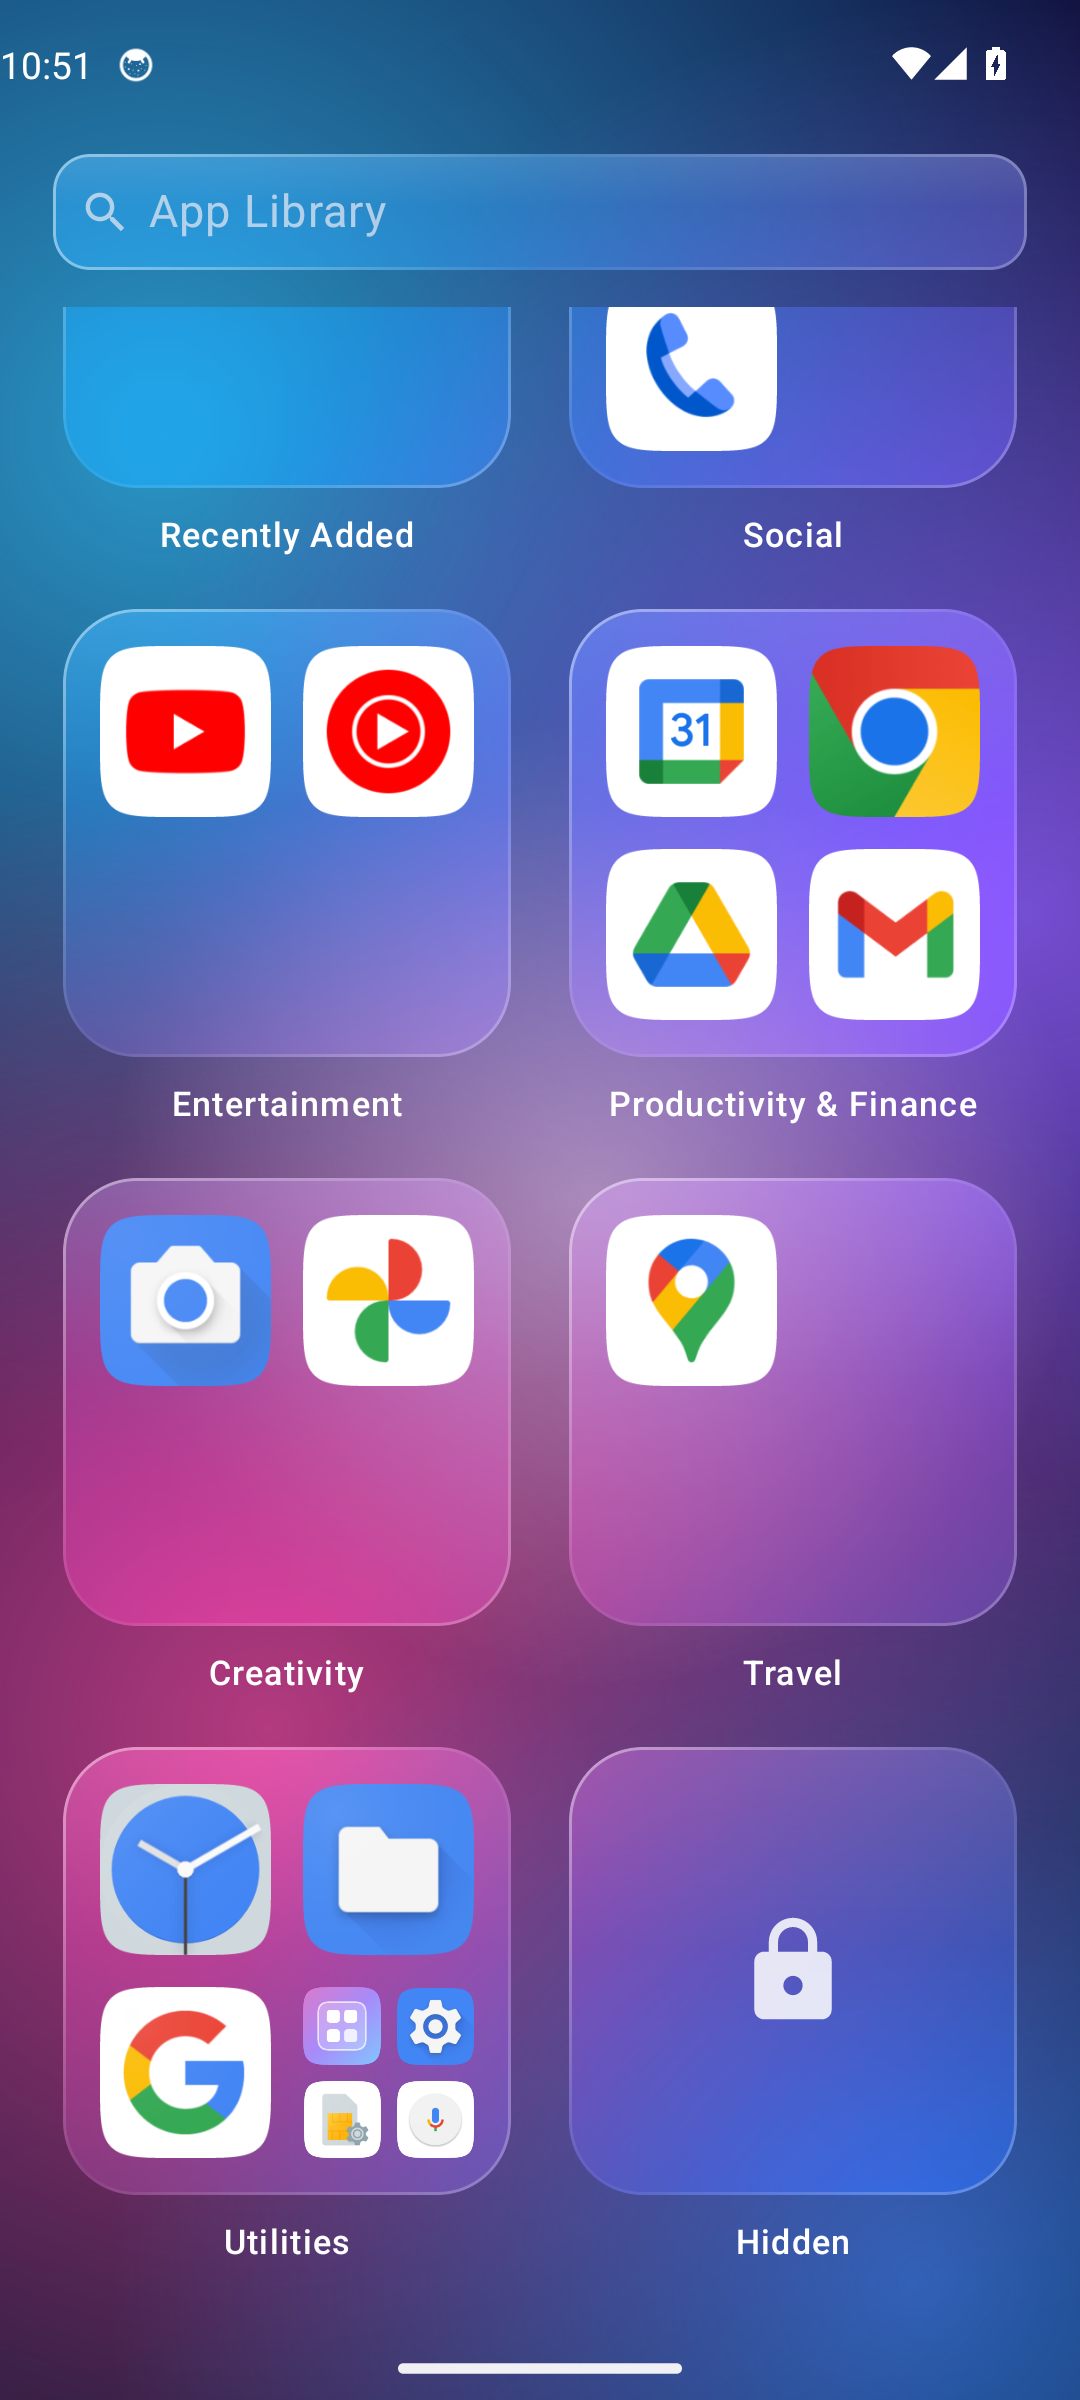 10:51
App Library
Recently Added
Social
31
Entertainment
Productivity & Finance
Creativity
Travel
Utilities
Hidden